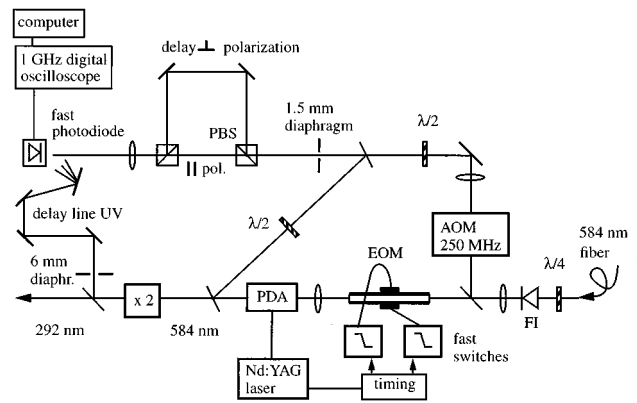 computer
1 GHz digital
oscilloscope
delay ⊥ polarization
fast
photodiode
PBS
1.5 mm
diaphragm
λ/2
|| pol.
delay line UV
λ/2
AOM
250 MHz
584 nm
fiber
6 mm
diaphr.
EOM
λ/4
x 2
PDA
FI
292 nm
584 nm
fast
switches
Nd:YAG
laser
timing